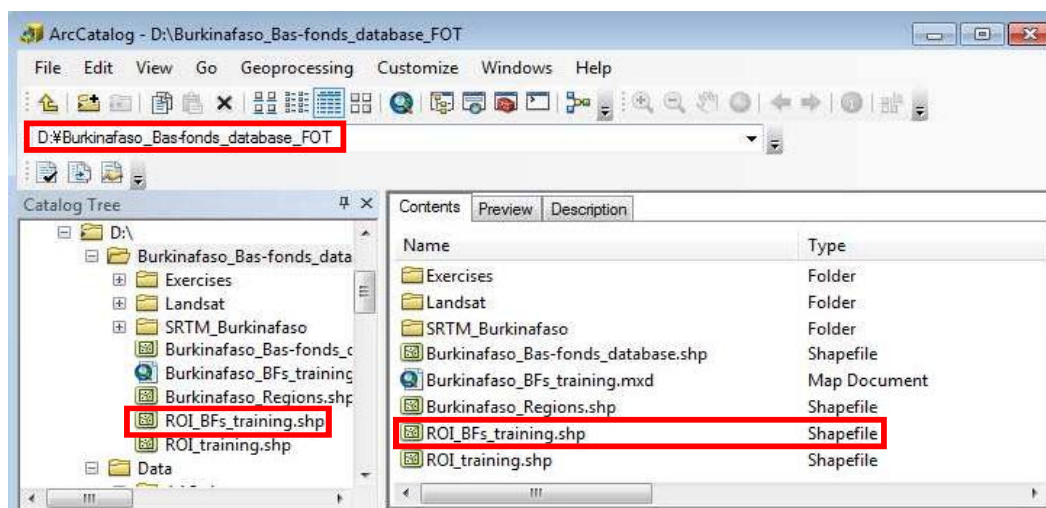 ArcCatalog - D:\Burkinafaso_Bas-fonds_database_FOT
File Edit View Go Geoprocessing Customize Windows Help
D:¥Burkinafaso_Bas-fonds_database_FOT
Catalog Tree
D:\
Burkinafaso_Bas-fonds_data
Exercises
Landsat
SRTM_Burkinafaso
Burkinafaso_Bas-fonds_c
Burkinafaso_BFs_training
Burkinafaso_Regions.shp
ROI_BFs_training.shp
ROI_training.shp
Data
Contents Preview Description
Name Type
Exercises Folder
Landsat Folder
SRTM_Burkinafaso Folder
Burkinafaso_Bas-fonds_database.shp Shapefile
Burkinafaso_BFs_training.mxd Map Document
Burkinafaso_Regions.shp Shapefile
ROI_BFs_training.shp Shapefile
ROI_training.shp Shapefile